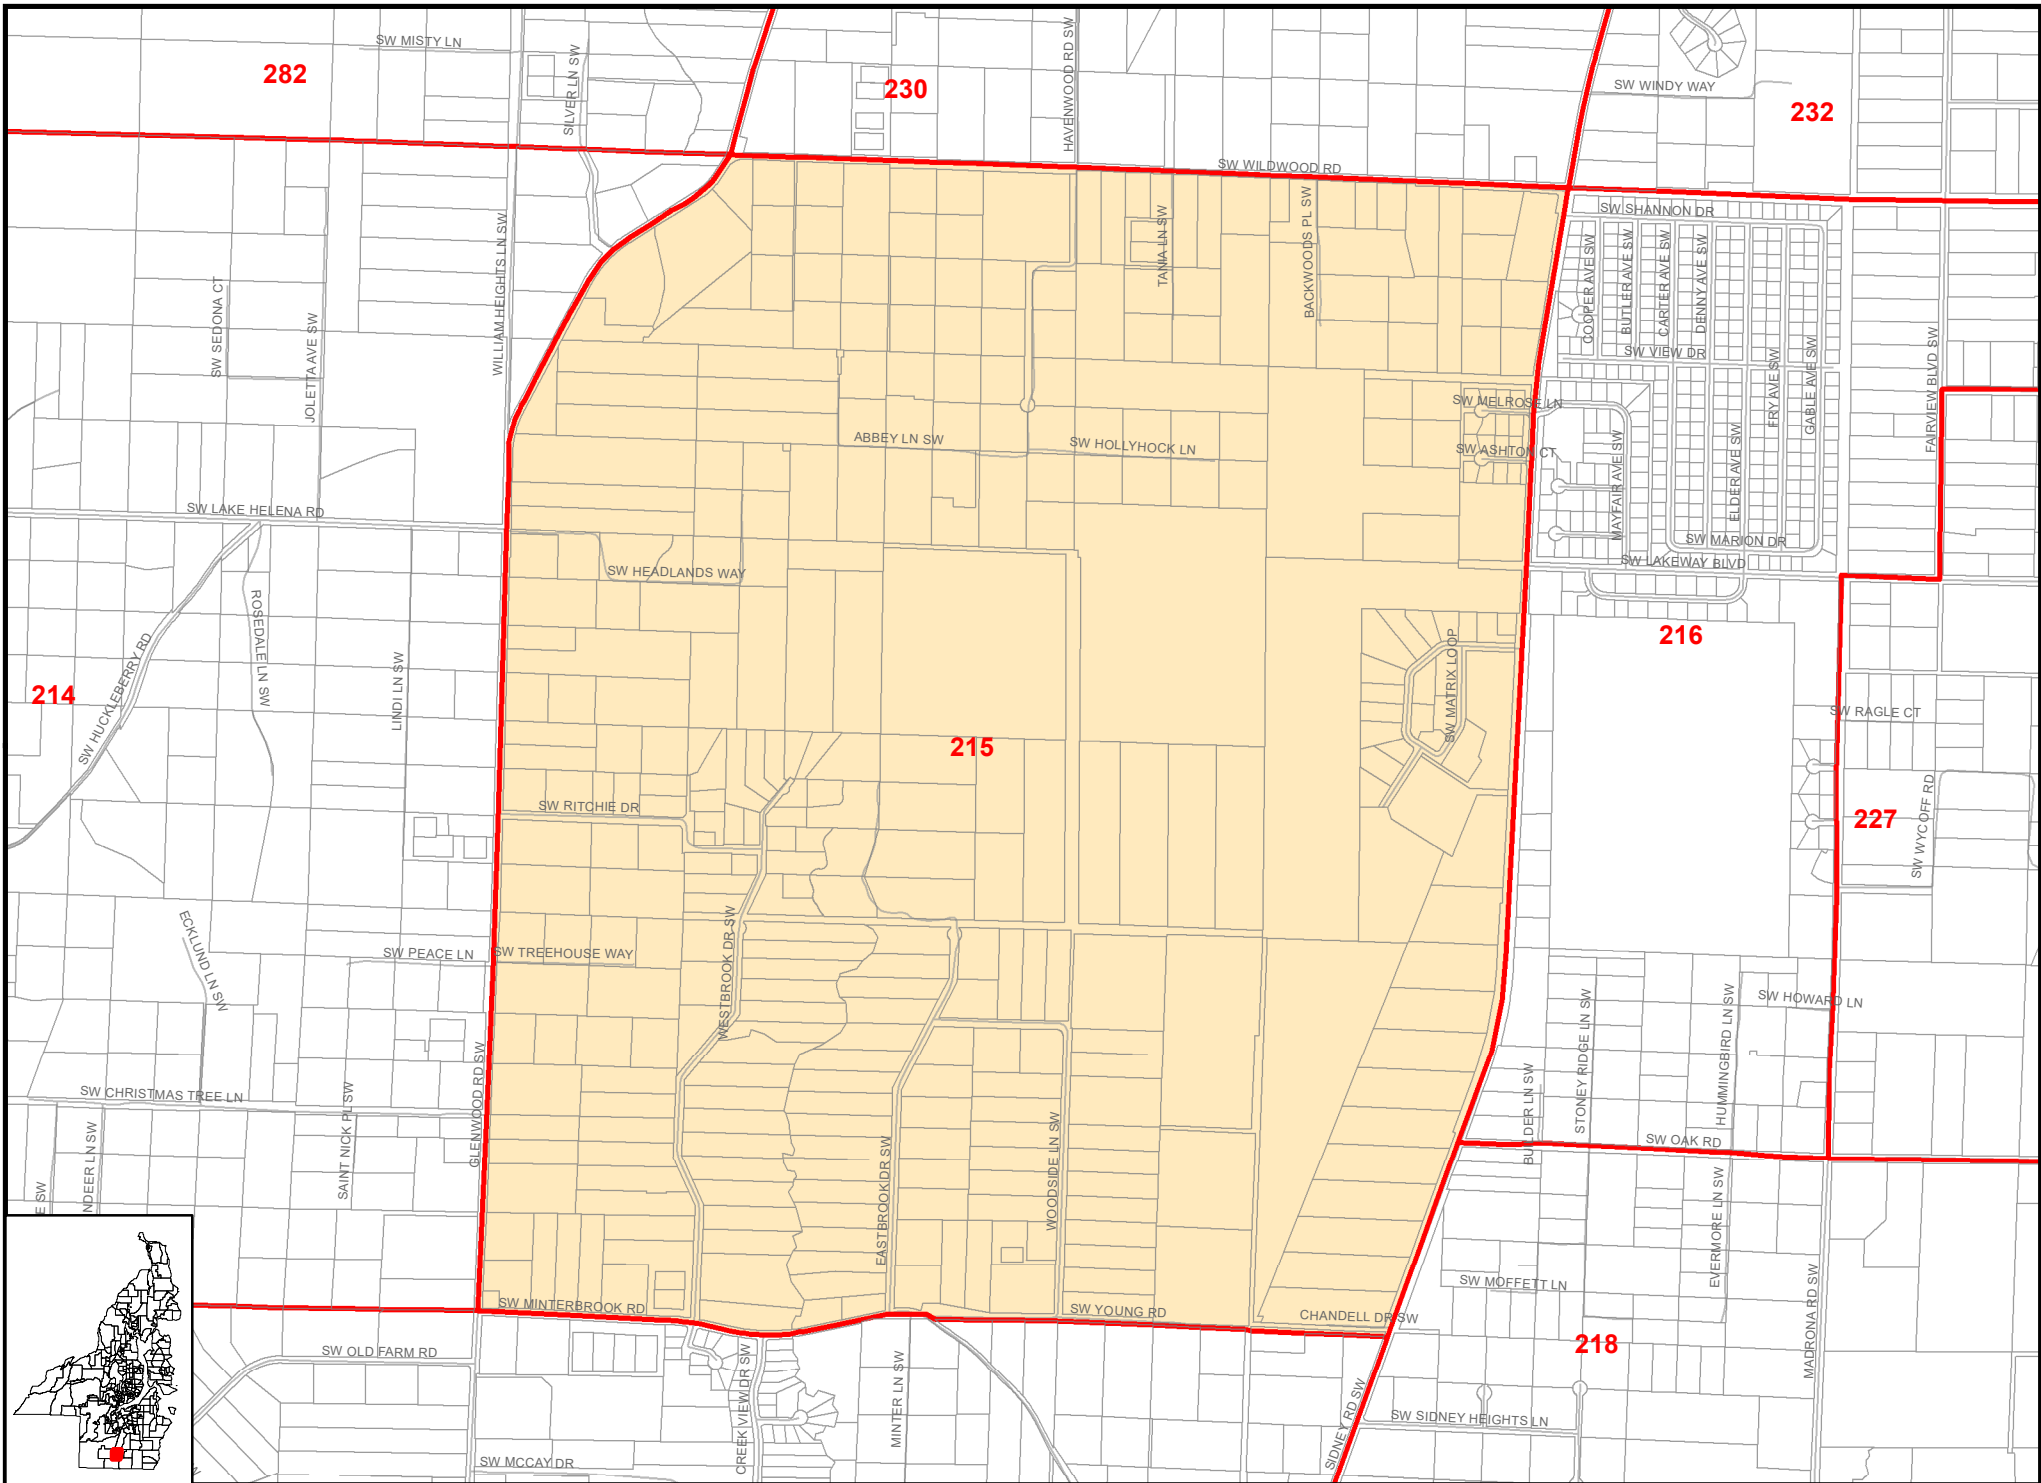 SW MISTY LN
282
SILVER LN SW
230
HAVENWOOD RD SW
SW WINDY WAY
232
SW WILDWOOD RD
SW SHANNON DR
WILLIAM HEIGHTS LN SW
TANIA LN SW
BACKWOODS PL SW
COOPER AVE SW
BUTLER AVE SW
CARTER AVE SW
DENNY AVE SW
SW SEDONA CT
JOLETTA AVE SW
SW VIEW DR
FRY AVE SW
GABLE AVE SW
FAIRVIEW BLVD SW
SW MELROSE LN
ABBEY LN SW
SW HOLLYHOCK LN
SW ASHTON CT
MAYFAIR AVE SW
ELDER AVE SW
SW LAKE HELENA RD
SW MARION DR
SW LAKEWAY BLVD
SW HEADLANDS WAY
ROSEDALE LN SW
SW HUCKLEBERRY RD
LINDI LN SW
214
216
SW MATRIX LOOP
SW RAGLE CT
215
SW RITCHIE DR
227
SW WYCOFF RD
ECKLUND LN SW
SW PEACE LN
SW TREEHOUSE WAY
WESTBROOK DR SW
STONEY RIDGE LN SW
HUMMINGBIRD LN SW
SW HOWARD LN
SW CHRISTMAS TREE LN
SAINT NICK PL SW
GLENWOOD RD SW
BUILDER LN SW
SW OAK RD
E SW
NDEER LN SW
EASTBROOK DR SW
WOODSIDE LN SW
EVERMORE LN SW
SW MOFFETT LN
MADRONA RD SW
SW MINTERBROOK RD
SW YOUNG RD
CHANDELL DR SW
218
SW OLD FARM RD
CREEK VIEW DR SW
MINTER LN SW
SIDNEY RD SW
SW SIDNEY HEIGHTS LN
SW MCCAY DR
N